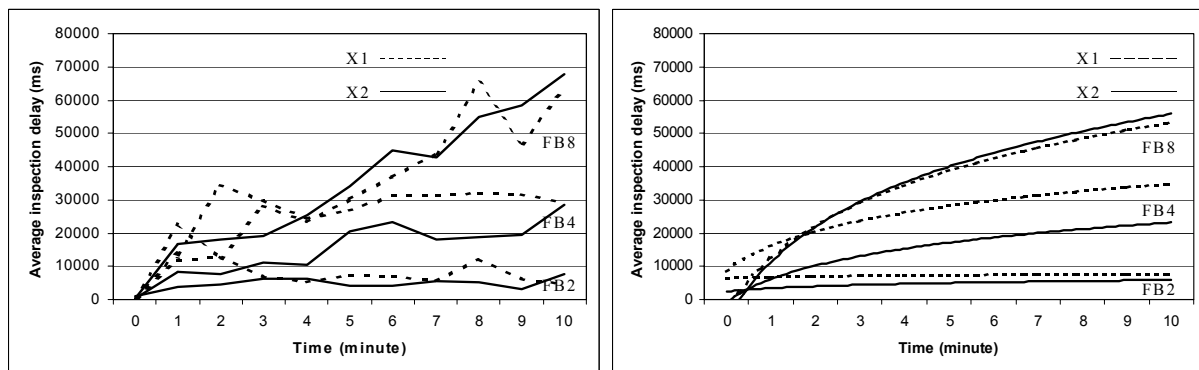 80000
70000
60000
50000
40000
30000
20000
10000
0
Average inspection delay (ms)
X1
X2
FB8
FB4
FB2
0 1 2 3 4 5 6 7 8 9 10
Time (minute)
80000
70000
60000
50000
40000
30000
20000
10000
0
Average inspection delay (ms)
X1
X2
FB8
FB4
FB2
0 1 2 3 4 5 6 7 8 9 10
Time (minute)